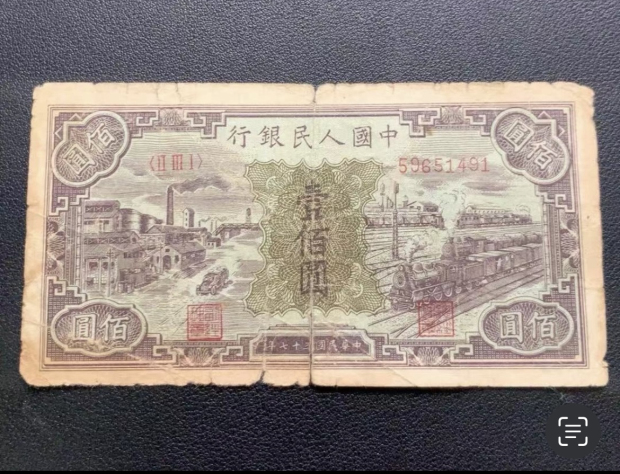 佰圓
佰圓
行銀民人國中
〈II III I〉
59651491
壹佰圓
圓佰
圓佰
年七十三國民華中